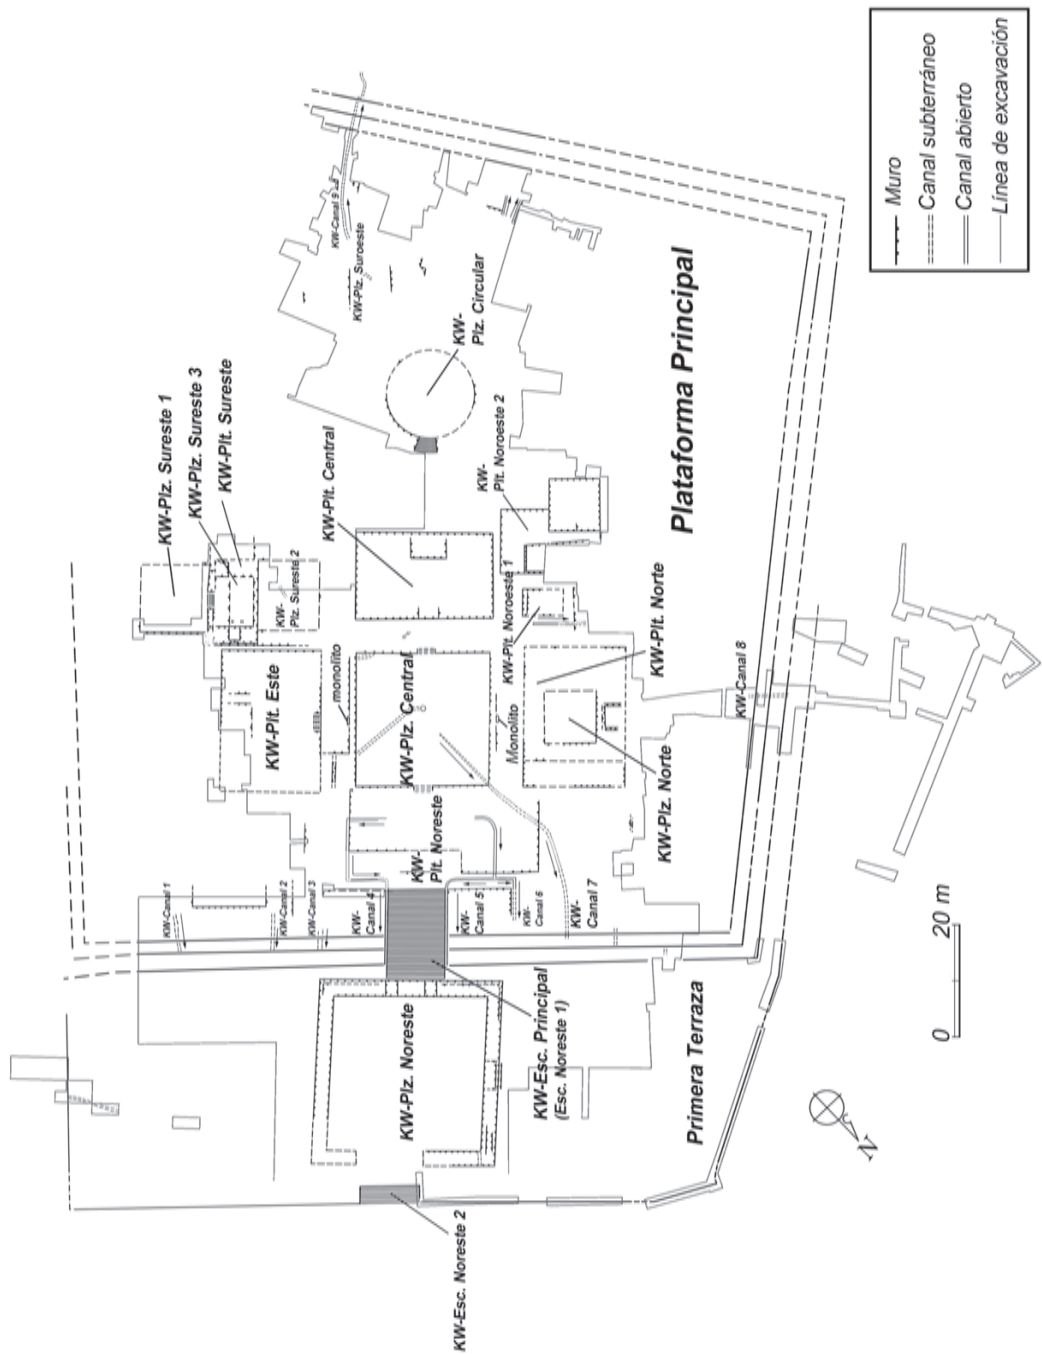 KW-Plz. Sureste 1
KW-Plz. Sureste 3
KW-Plt. Sureste
KW-
Plz. Sureste 2
KW-Plt. Central
KW-Canal 9
KW-Plz. Suroeste
KW-
Plz. Circular
KW-
Plt. Noroeste 2
KW-Plt. Noroeste 1
Plataforma Principal
KW-Plt. Este
monolito
KW-Plz. Central
Monolito
KW-Plt. Norte
KW-Plz. Norte
KW-Canal 8
KW-
Plt. Noreste
KW-Canal 1
KW-Canal 2
KW-Canal 3
KW-
Canal 4
KW-
Canal 5
KW-
Canal 6
KW-
Canal 7
KW-Plz. Noreste
KW-Esc. Principal
(Esc. Noreste 1)
Primera Terraza
KW-Esc. Noreste 2
Muro
Canal subterráneo
Canal abierto
Línea de excavación
0 20 m
N